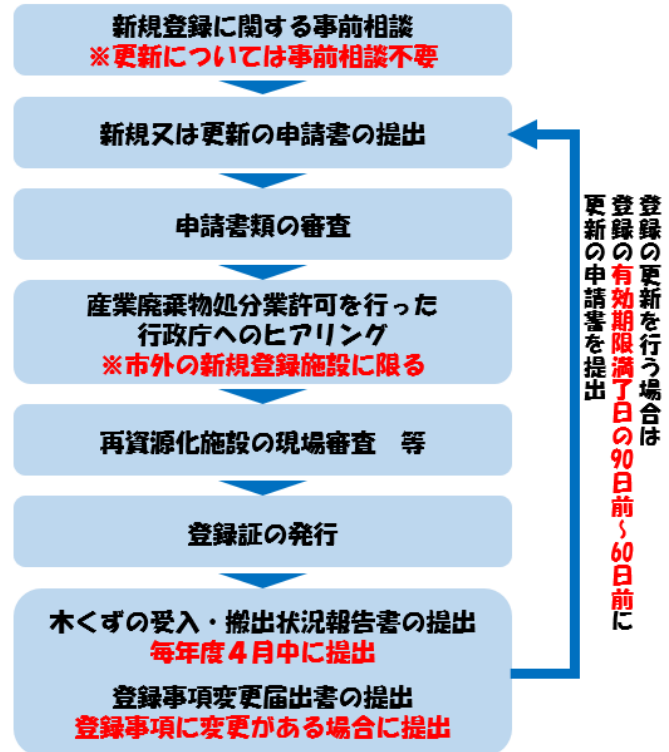 新規登録に関する事前相談
※更新については事前相談不要
新規又は更新の申請書の提出
申請書類の審査
産業廃棄物処分業許可を行った
行政庁へのヒアリング
※市外の新規登録施設に限る
再資源化施設の現場審査　等
登録証の発行
木くずの受入・搬出状況報告書の提出
毎年度４月中に提出
登録事項変更届出書の提出
登録事項に変更がある場合に提出
登録の更新を行う場合は
登録の有効期限満了日の90日前～60日前に
更新の申請書を提出